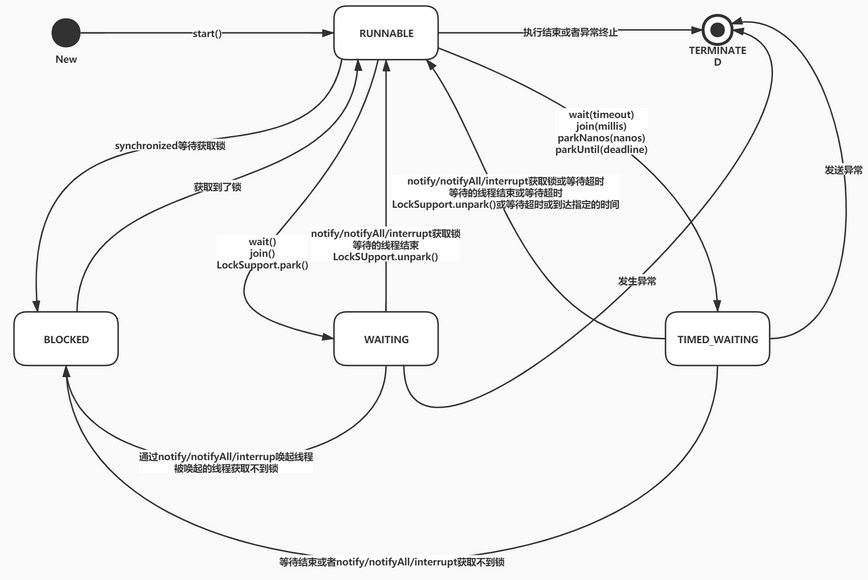 New
start()
RUNNABLE
执行结束或者异常终止
TERMINATE
D
synchronized等待获取锁
获取到了锁
wait()
join()
LockSupport.park()
notify/notifyAll/interrupt获取锁
等待的线程结束
LockSUpport.unpark()
notify/notifyAll/interrupt获取锁或等待超时
等待的线程结束或等待超时
LockSupport.unpark()或等待超时或到达指定的时间
wait(timeout)
join(millis)
parkNanos(nanos)
parkUntil(deadline)
发送异常
发生异常
BLOCKED
WAITING
TIMED_WAITING
通过notify/notifyAll/interrup唤起线程
被唤起的线程获取不到锁
等待结束或者notify/notifyAll/interrupt获取不到锁